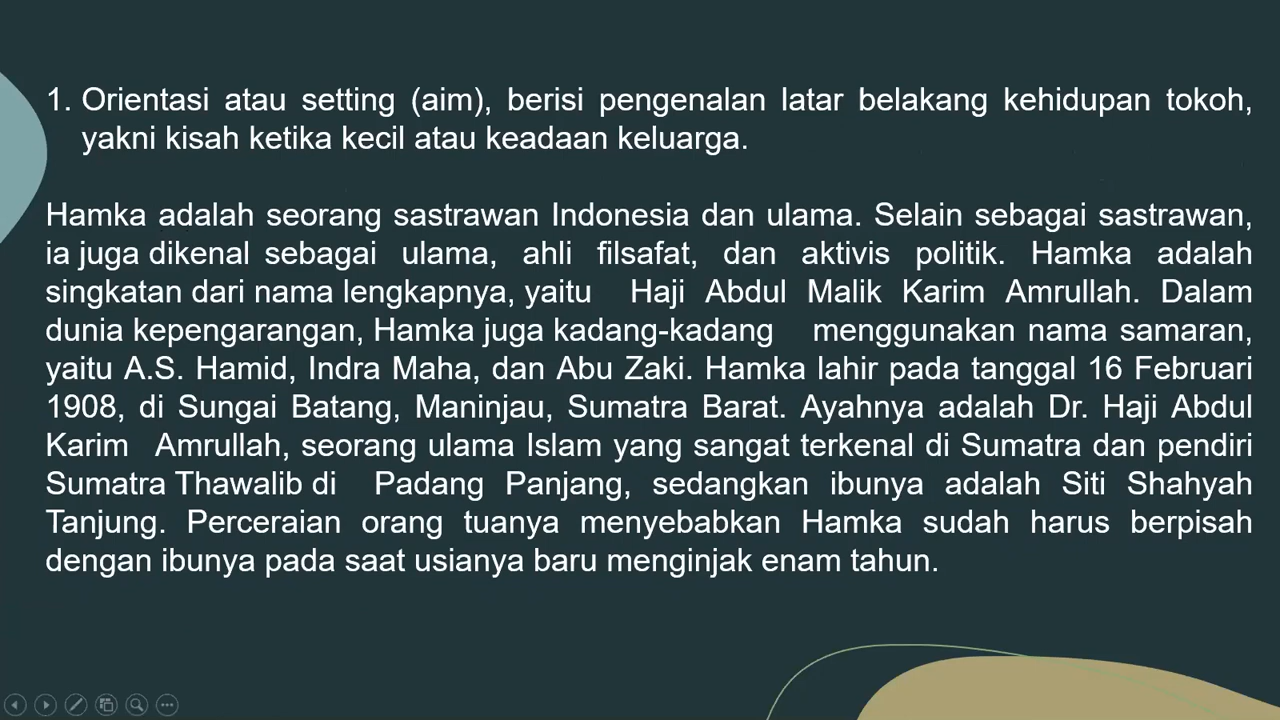 1. Orientasi atau setting (aim), berisi pengenalan latar belakang kehidupan tokoh,
yakni kisah ketika kecil atau keadaan keluarga.
Hamka adalah seorang sastrawan Indonesia dan ulama. Selain sebagai sastrawan,
ia juga dikenal sebagai ulama, ahli filsafat, dan aktivis politik. Hamka adalah
singkatan dari nama lengkapnya, yaitu Haji Abdul Malik Karim Amrullah. Dalam
dunia kepengarangan, Hamka juga kadang-kadang menggunakan nama samaran,
yaitu A.S. Hamid, Indra Maha, dan Abu Zaki. Hamka lahir pada tanggal 16 Februari
1908, di Sungai Batang, Maninjau, Sumatra Barat. Ayahnya adalah Dr. Haji Abdul
Karim Amrullah, seorang ulama Islam yang sangat terkenal di Sumatra dan pendiri
Sumatra Thawalib di Padang Panjang, sedangkan ibunya adalah Siti Shahyah
Tanjung. Perceraian orang tuanya menyebabkan Hamka sudah harus berpisah
dengan ibunya pada saat usianya baru menginjak enam tahun.